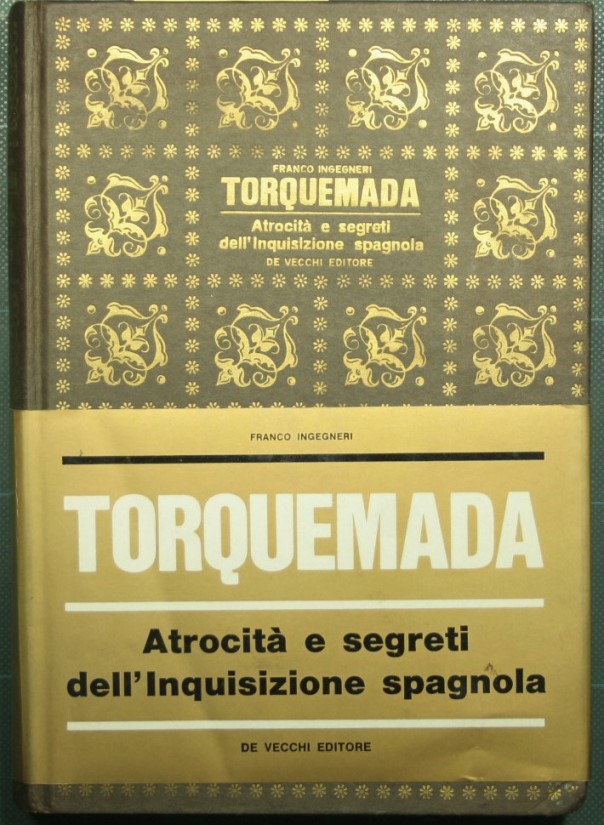 FRANCO INGEGNERI
TORQUEMADA
Atrocità e segreti
dell'Inquisizione spagnola
DE VECCHI EDITORE
FRANCO INGEGNERI
TORQUEMADA
Atrocità e segreti
dell'Inquisizione spagnola
DE VECCHI EDITORE